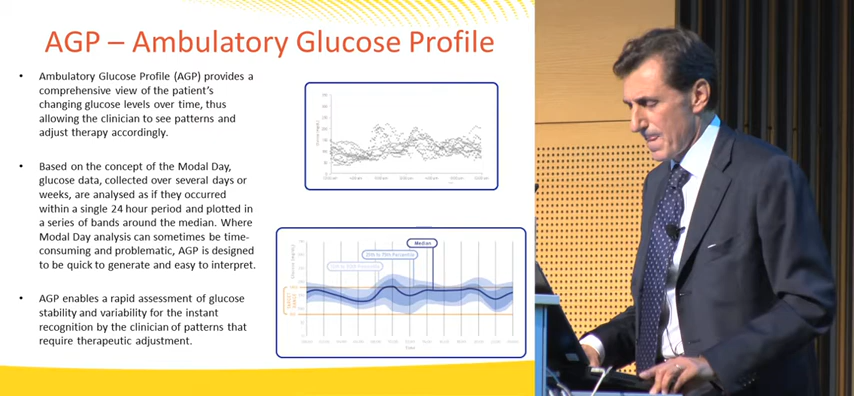 AGP – Ambulatory Glucose Profile
• Ambulatory Glucose Profile (AGP) provides a
comprehensive view of the patient's
changing glucose levels over time, thus
allowing the clinician to see patterns and
adjust therapy accordingly.
• Based on the concept of the Modal Day,
glucose data, collected over several days or
weeks, are analysed as if they occurred
within a single 24 hour period and plotted in
a series of bands around the median. Where
Modal Day analysis can sometimes be time-
consuming and problematic, AGP is designed
to be quick to generate and easy to interpret.
• AGP enables a rapid assessment of glucose
stability and variability for the instant
recognition by the clinician of patterns that
require therapeutic adjustment.
Median
25% to 75% Percentile